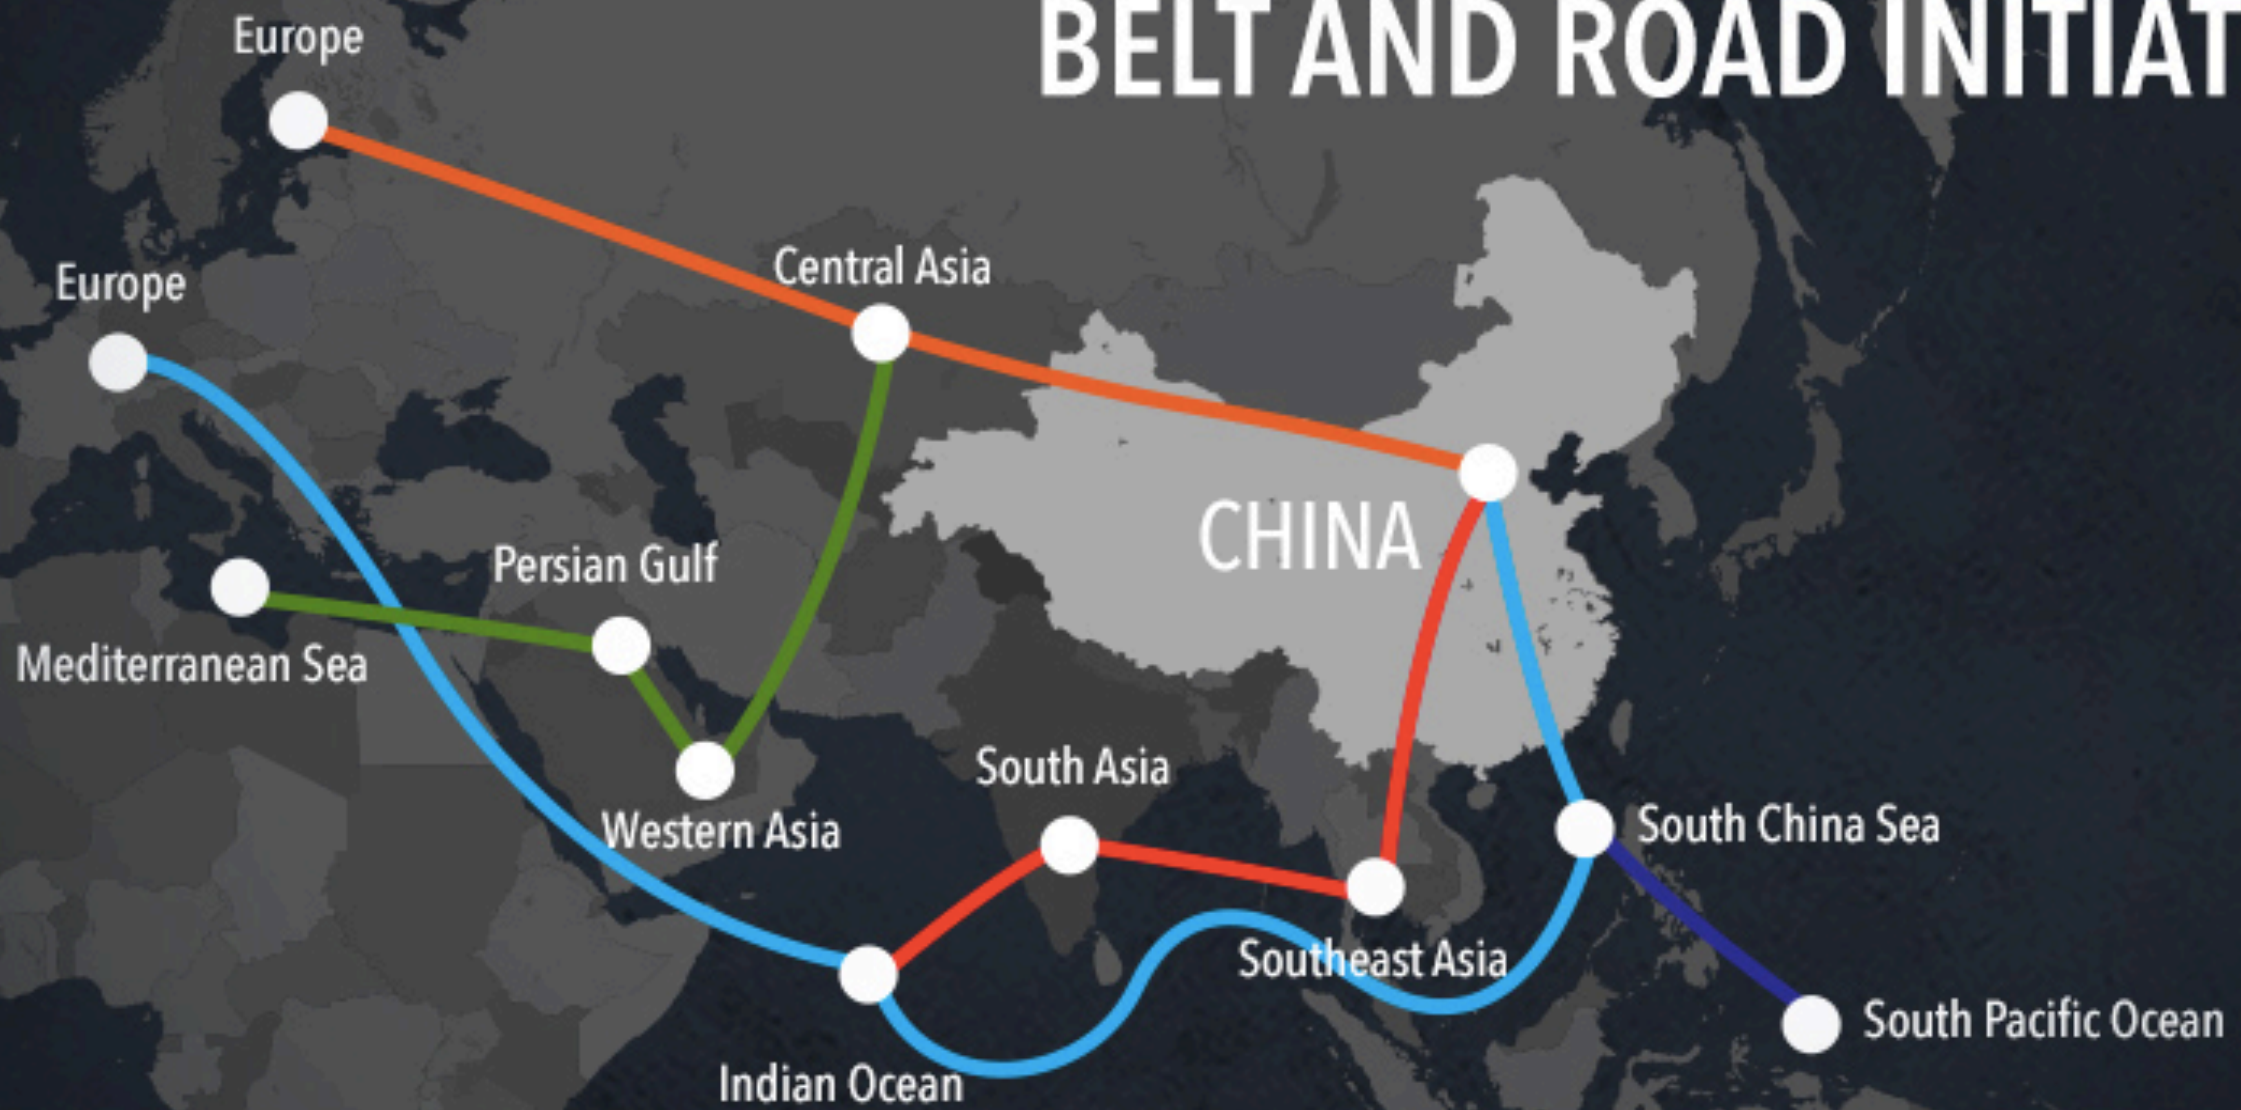 BELT AND ROAD INITIAT
Europe
Central Asia
Europe
CHINA
Persian Gulf
Mediterranean Sea
South Asia
Western Asia
South China Sea
Southeast Asia
South Pacific Ocean
Indian Ocean